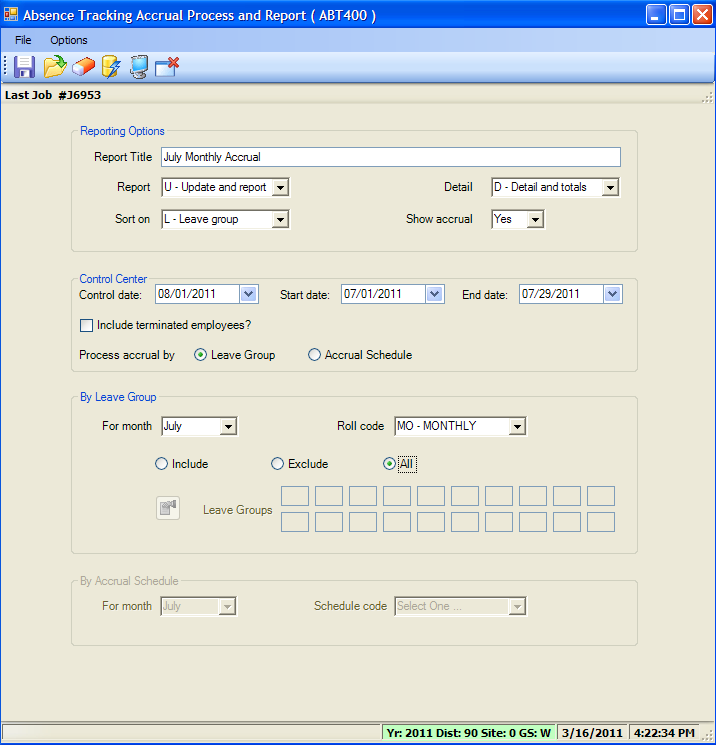 Absence Tracking Accrual Process and Report ( ABT400 )
File Options
Last Job #J6953
Reporting Options
Report Title July Monthly Accrual
Report U - Update and report Detail D - Detail and totals
Sort on L - Leave group Show accrual Yes
Control Center
Control date: 08/01/2011 Start date: 07/01/2011 End date: 07/29/2011
Include terminated employees?
Process accrual by Leave Group Accrual Schedule
By Leave Group
For month July Roll code MO - MONTHLY
Include Exclude All
Leave Groups
By Accrual Schedule
For month July Schedule code Select One ...
Yr: 2011 Dist: 90 Site: 0 GS: W 3/16/2011 4:22:34 PM